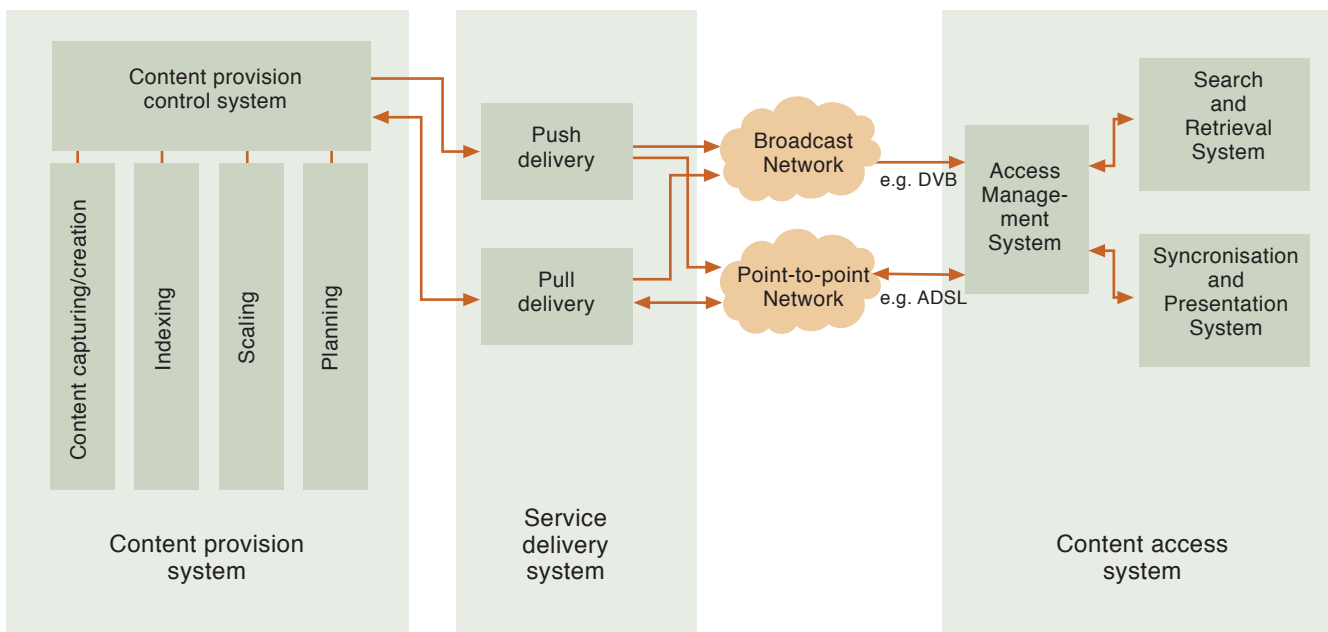 Content provision
control system
Content capturing/creation
Indexing
Scaling
Planning
Content provision
system
Push
delivery
Pull
delivery
Service
delivery
system
Broadcast
Network
e.g. DVB
Point-to-point
Network
e.g. ADSL
Access
Manage-
ment
System
Search
and
Retrieval
System
Syncronisation
and
Presentation
System
Content access
system